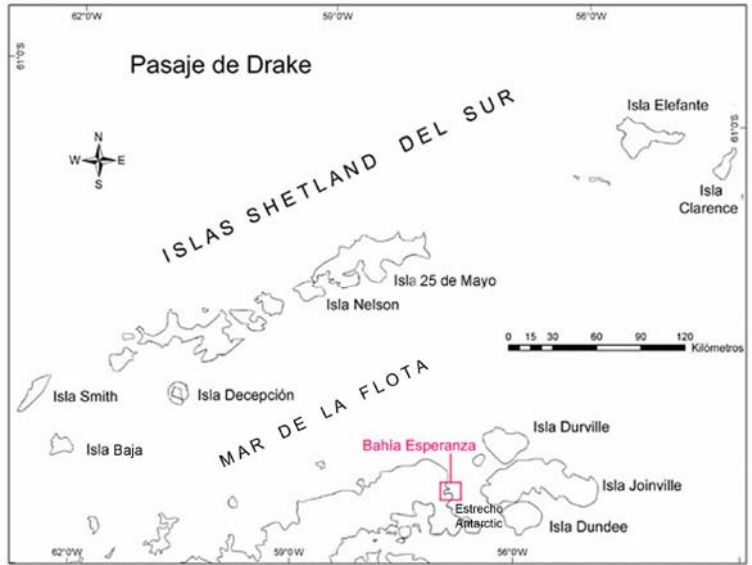 62°0'W
59°0'W
56°0'W
61°0'S
Pasaje de Drake
N
W E
S
ISLAS SHETLAND DEL SUR
Isla Elefante
61°0'S
Isla
Clarence
Isla 25 de Mayo
Isla Nelson
0 15 30 60 90 120
Kilómetros
Isla Smith
Isla Decepción
MAR DE LA FLOTA
Isla Baja
Isla Durville
Bahía Esperanza
Isla Joinville
Estrecho
Antarctic
Isla Dundee
62°0'W
59°0'W
56°0'W